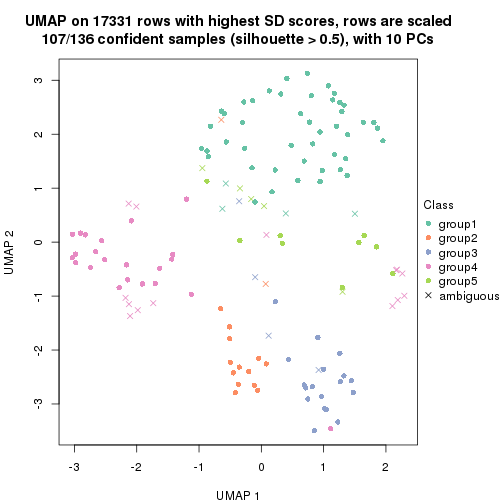 UMAP on 17331 rows with highest SD scores, rows are scaled
107/136 confident samples (silhouette > 0.5), with 10 PCs
3
2
1
0
-1
-2
-3
UMAP 2
-3
-2
-1
0
1
2
UMAP 1
Class
group1
group2
group3
group4
group5
ambiguous